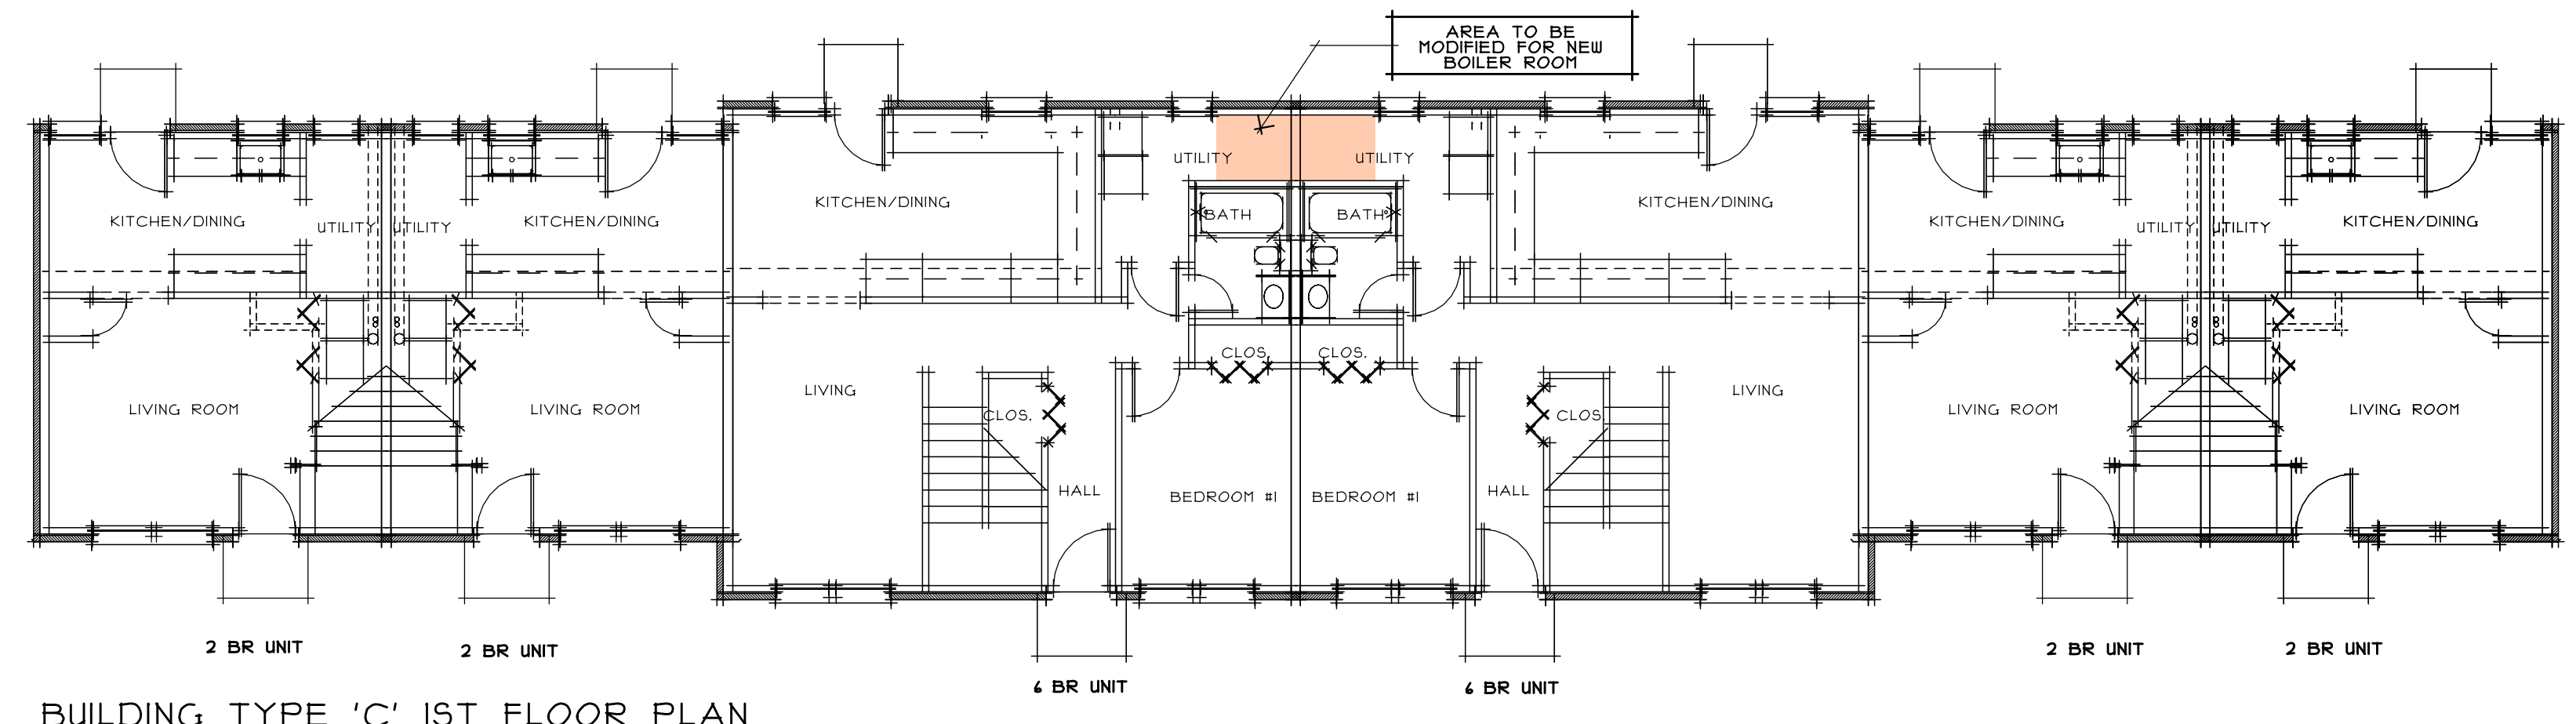 AREA TO BE
MODIFIED FOR NEW
BOILER ROOM
UTILITY
UTILITY
KITCHEN/DINING
KITCHEN/DINING
BATH
BATH
KITCHEN/DINING
UTILITY
UTILITY
KITCHEN/DINING
KITCHEN/DINING
UTILITY
UTILITY
KITCHEN/DINING
CLOS.
CLOS.
LIVING
LIVING
LIVING ROOM
LIVING ROOM
CLOS.
CLOS.
LIVING ROOM
LIVING ROOM
HALL
BEDROOM #1
BEDROOM #1
HALL
2 BR UNIT
2 BR UNIT
2 BR UNIT
2 BR UNIT
6 BR UNIT
6 BR UNIT
BUILDING TYPE 'C' 1ST FLOOR PLAN